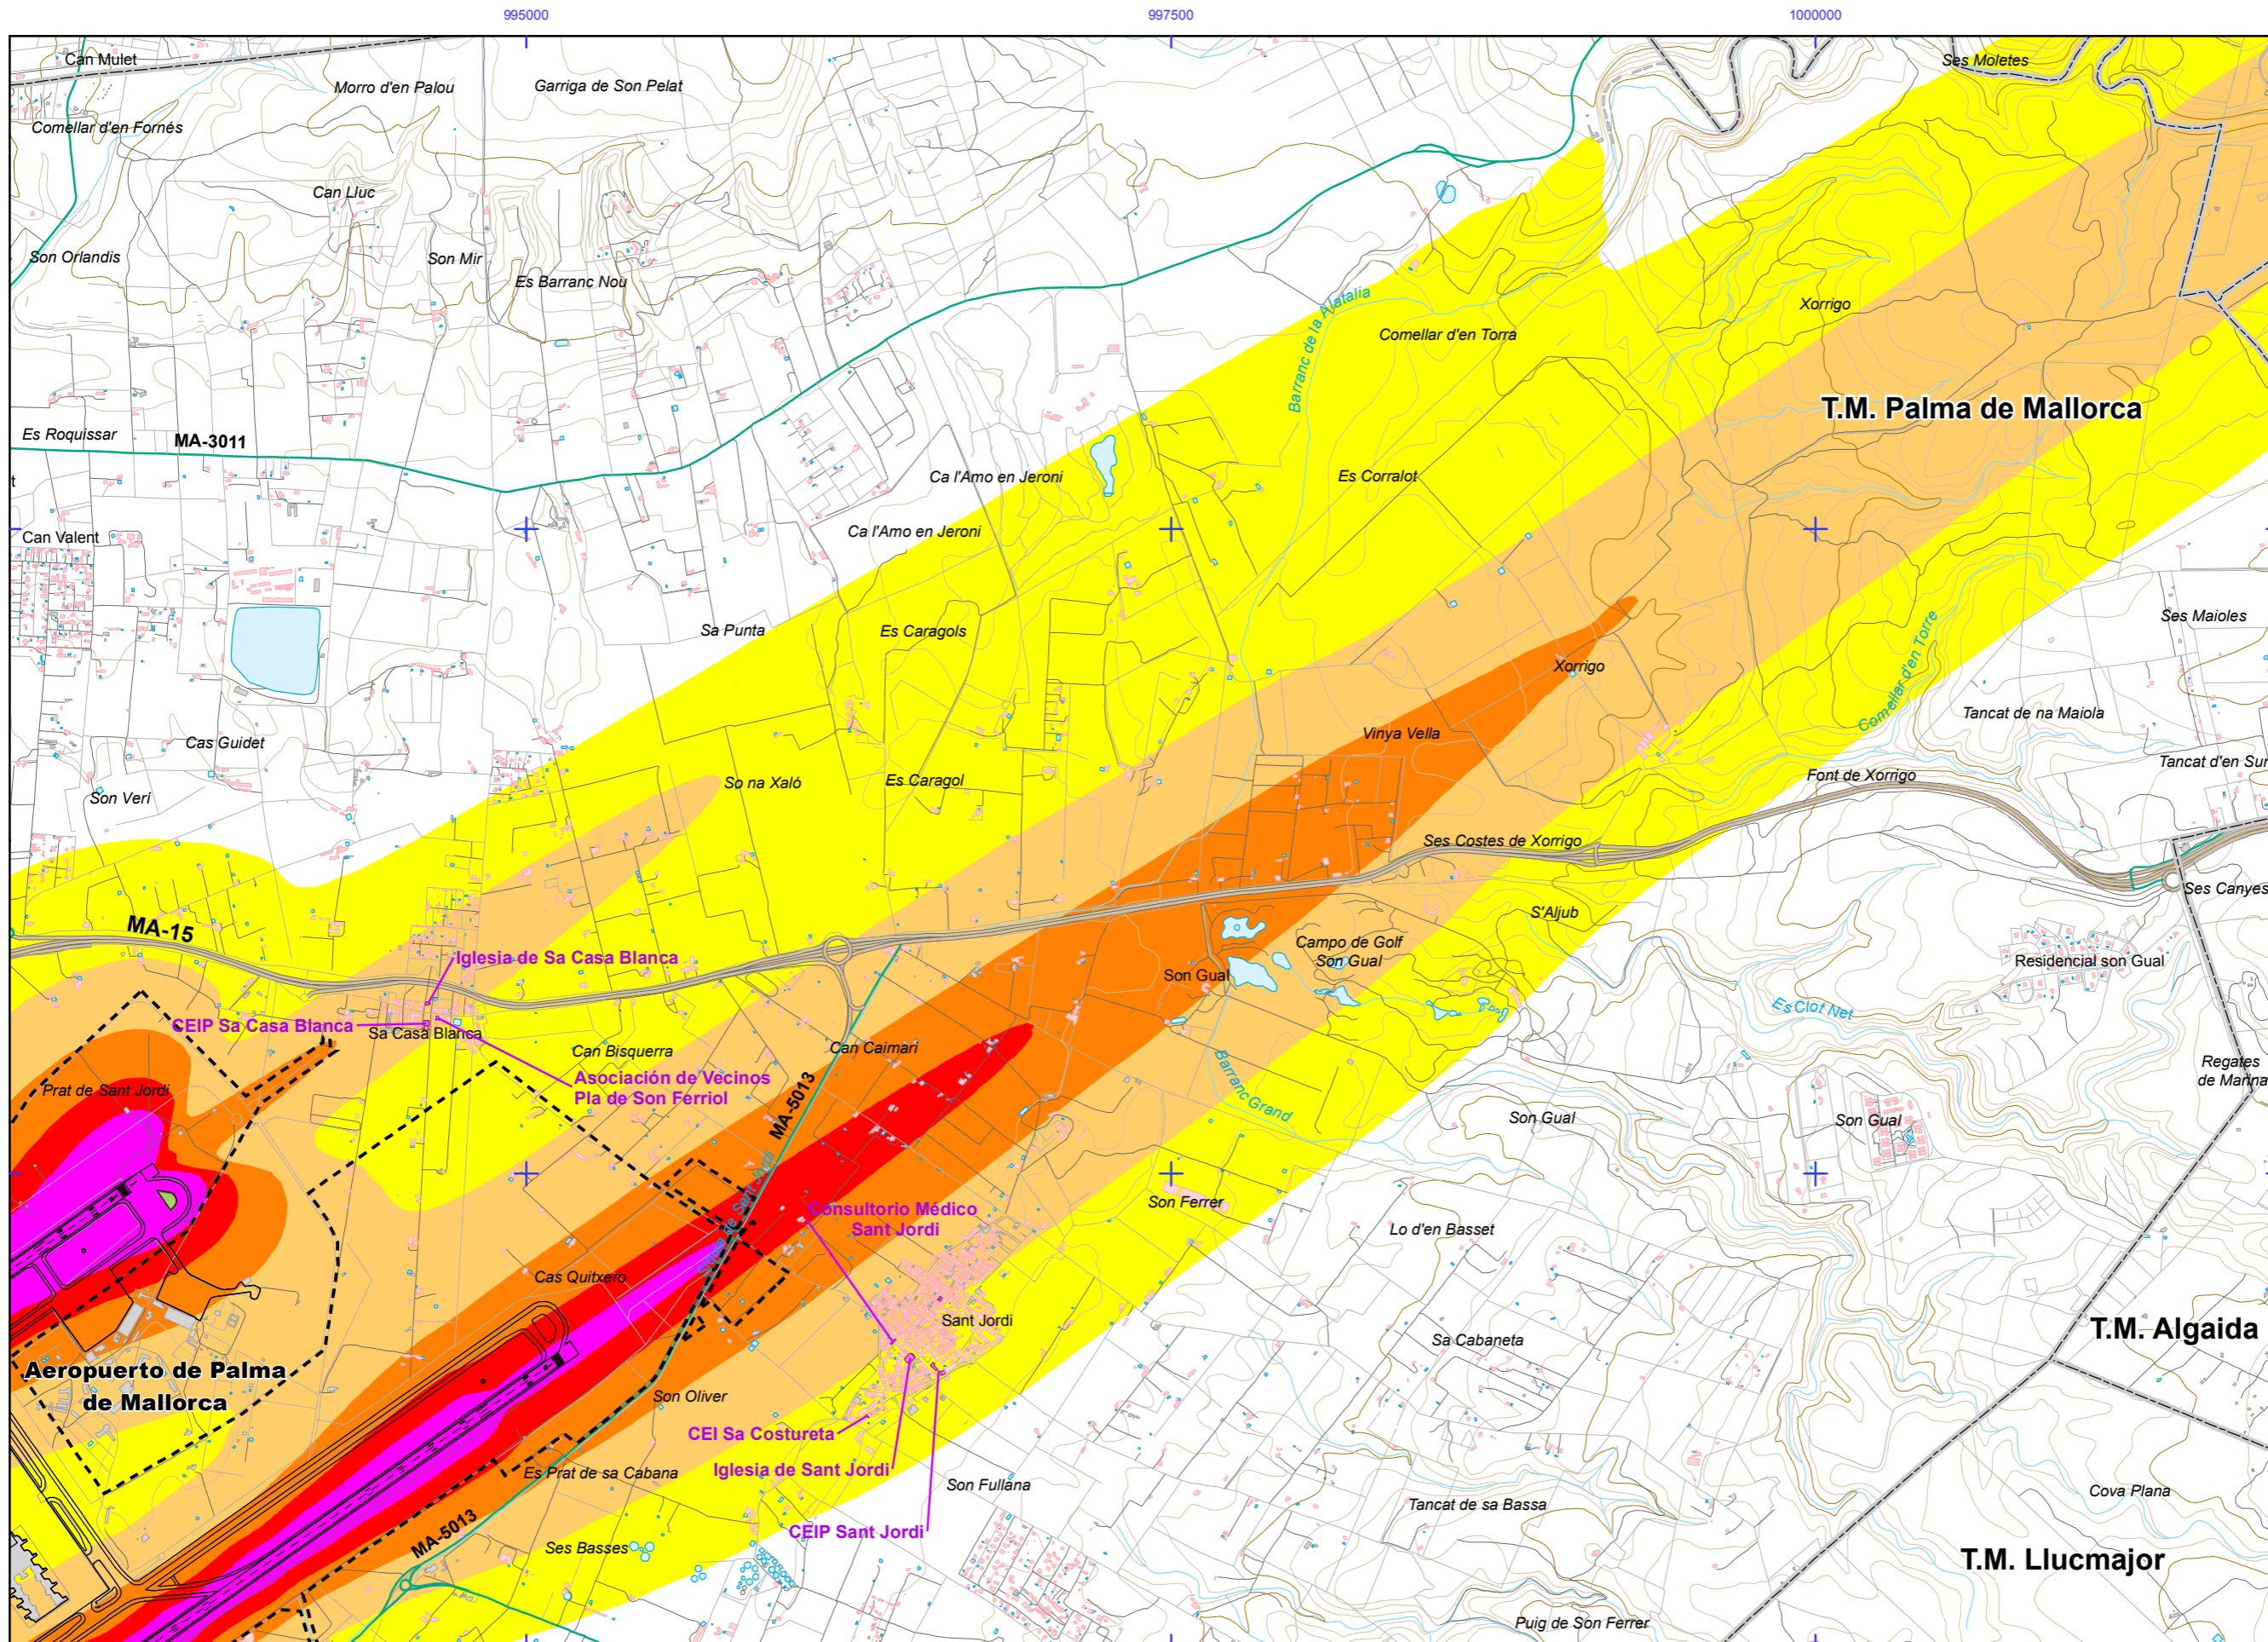 995000
997500
1000000
Can Mulet
Ses Moletes
Morro d'en Palou
Garriga de Son Pelat
Comellar d'en Fornés
Can Lluc
Son Orlandis
Son Mir
Es Barranc Nou
Barranc de la Natalia
Xorrigo
Comellar d'en Torra
T.M. Palma de Mallorca
Es Roquissar
MA-3011
Ca l'Amo en Jeroni
Es Corralot
t
Can Valent
Ca l'Amo en Jeroni
Sa Punta
Es Caragols
Ses Maioles
Xorrigo
Comellar d'en Torre
Tancat de na Maiola
Cas Guidet
Vinya Vella
Tancat d'en Sur
Font de Xorrigo
So na Xaló
Es Caragol
Son Verí
Ses Costes de Xorrigo
Ses Canyes
S'Aljub
MA-15
Campo de Golf
Son Gual
Iglesia de Sa Casa Blanca
Residencial son Gual
Son Gual
Es Clot Net
CEIP Sa Casa Blanca
Sa Casa Blanca
Can Bisquerra
Can Caimari
Regates
de Marina
Asociación de Vecinos
Pla de Son Ferriol
Prat de Sant Jordi
MA-5013
Barranc Grand
Son Gual
Son Gual
Son Ferrer
Consultorio Médico
Sant Jordi
Lo d'en Basset
de Sant Jordi
Cas Quitxero
Sant Jordi
Sa Cabaneta
T.M. Algaida
Aeropuerto de Palma
de Mallorca
Son Oliver
CEI Sa Costureta
Iglesia de Sant Jordi
Es Prat de sa Cabana
Son Fullana
Cova Plana
Tancat de sa Bassa
CEIP Sant Jordi
MA-5013
Ses Basses
T.M. Llucmajor
Puig de Son Ferrer